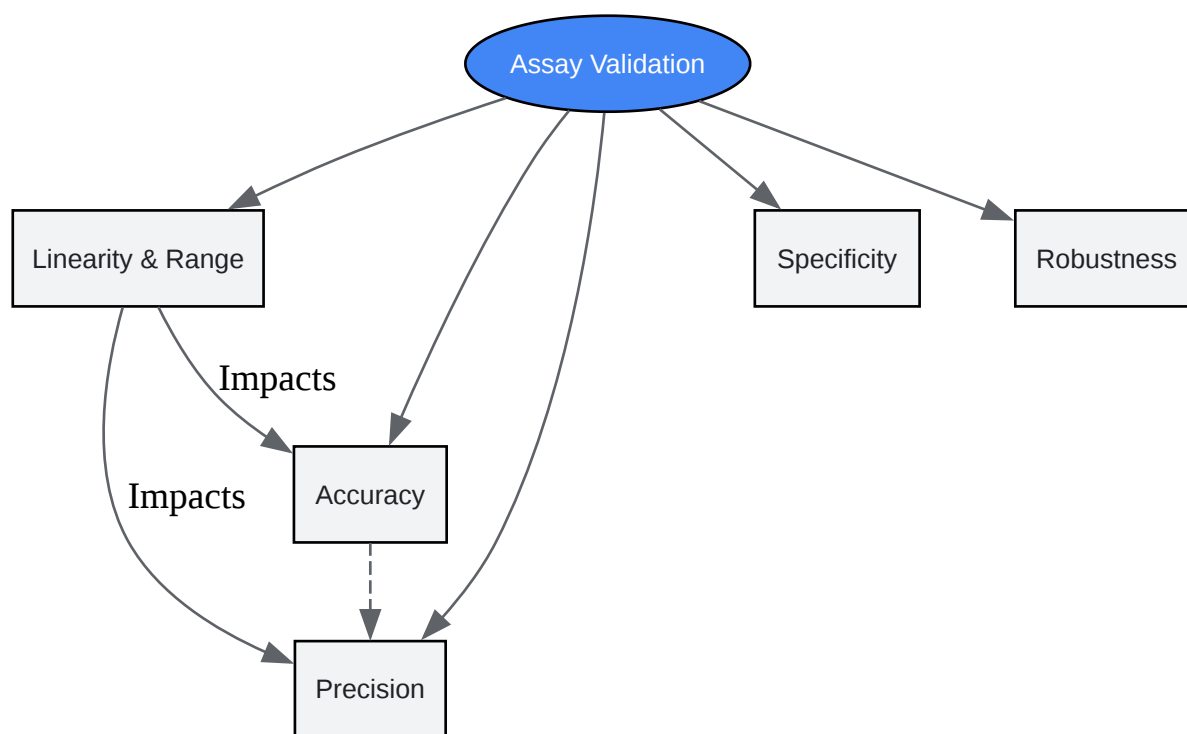 Assay Validation
Linearity & Range
Specificity
Robustness
Impacts
Impacts
Accuracy
Precision